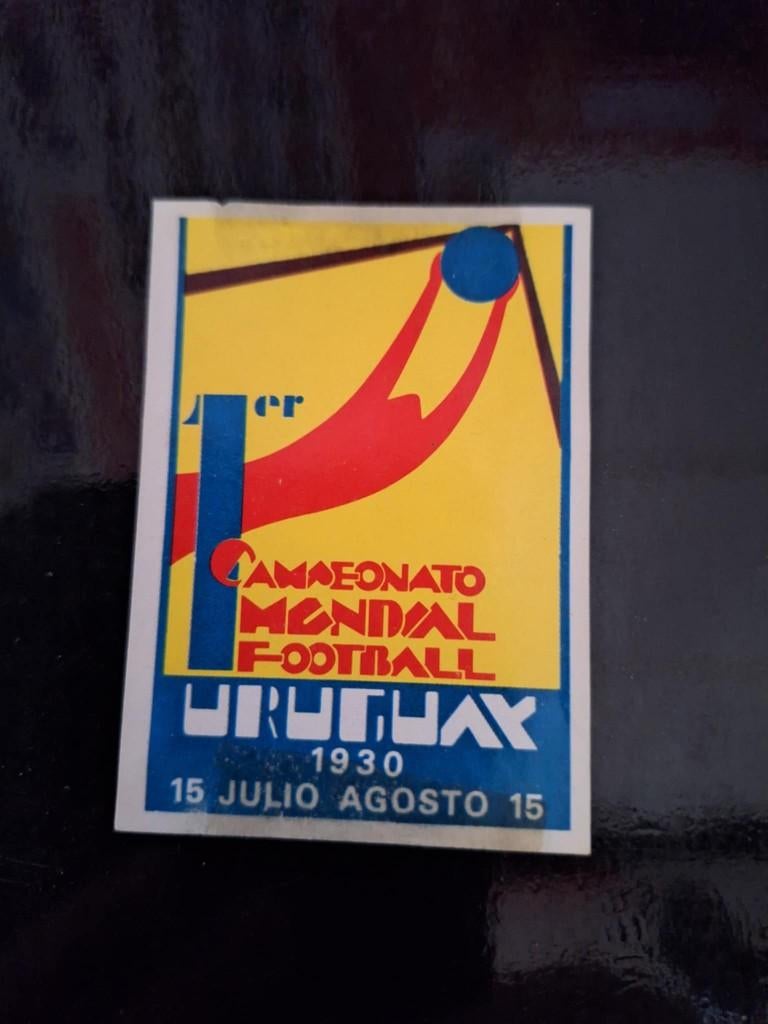 1er
CAMPEONATO
MUNDIAL
FOOTBALL
URUGUAY
1930
15 JULIO AGOSTO 15